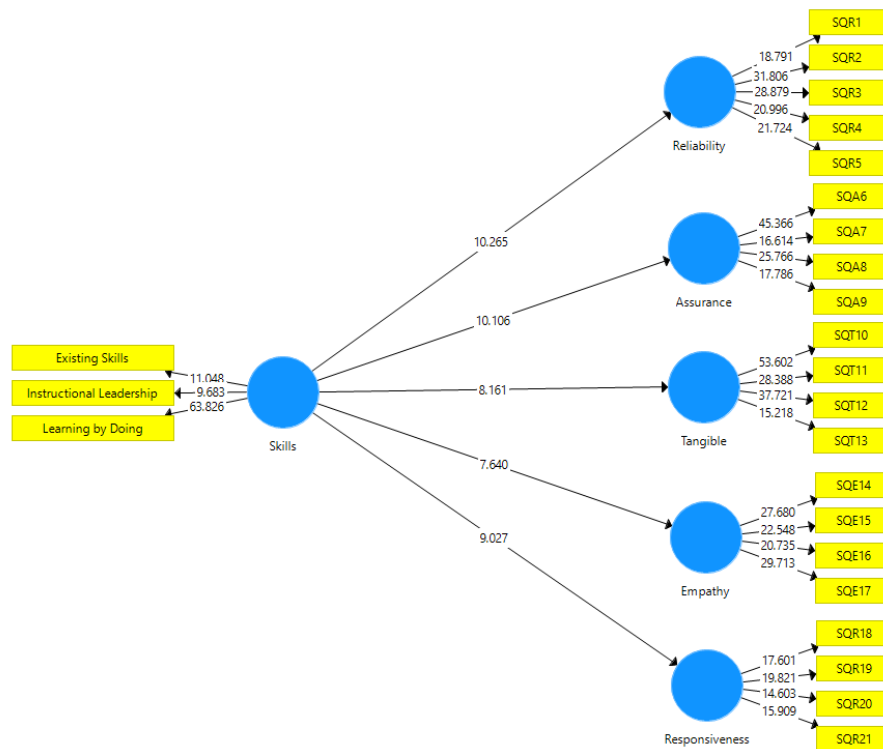 SQR1
18.791
SQR2
31.806
28.879
SQR3
20.996
SQR4
21.724
Reliability
SQR5
SQA6
45.366
SQA7
16.614
10.265
25.766
SQA8
17.786
Assurance
SQA9
10.106
SQT10
Existing Skills
53.602
SQT11
11.048
28.388
Instructional Leadership
9.683
8.161
37.721
SQT12
63.826
15.218
Learning by Doing
Skills
Tangible
SQT13
7.640
SQE14
27.680
SQE15
22.548
9.027
20.735
SQE16
29.713
Empathy
SQE17
SQR18
17.601
SQR19
19.821
14.603
SQR20
15.909
Responsiveness
SQR21